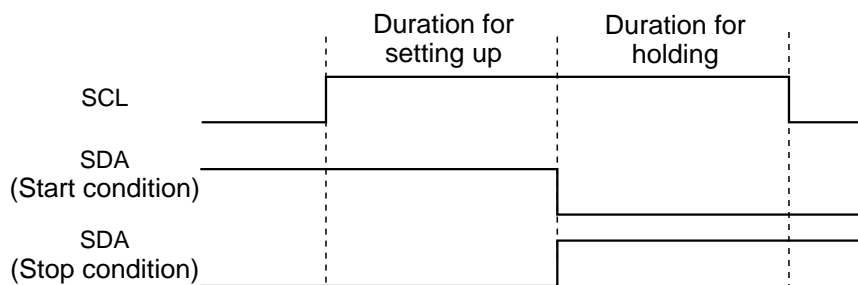 Duration for
setting up
Duration for
holding
SCL
SDA
(Start condition)
SDA
(Stop condition)